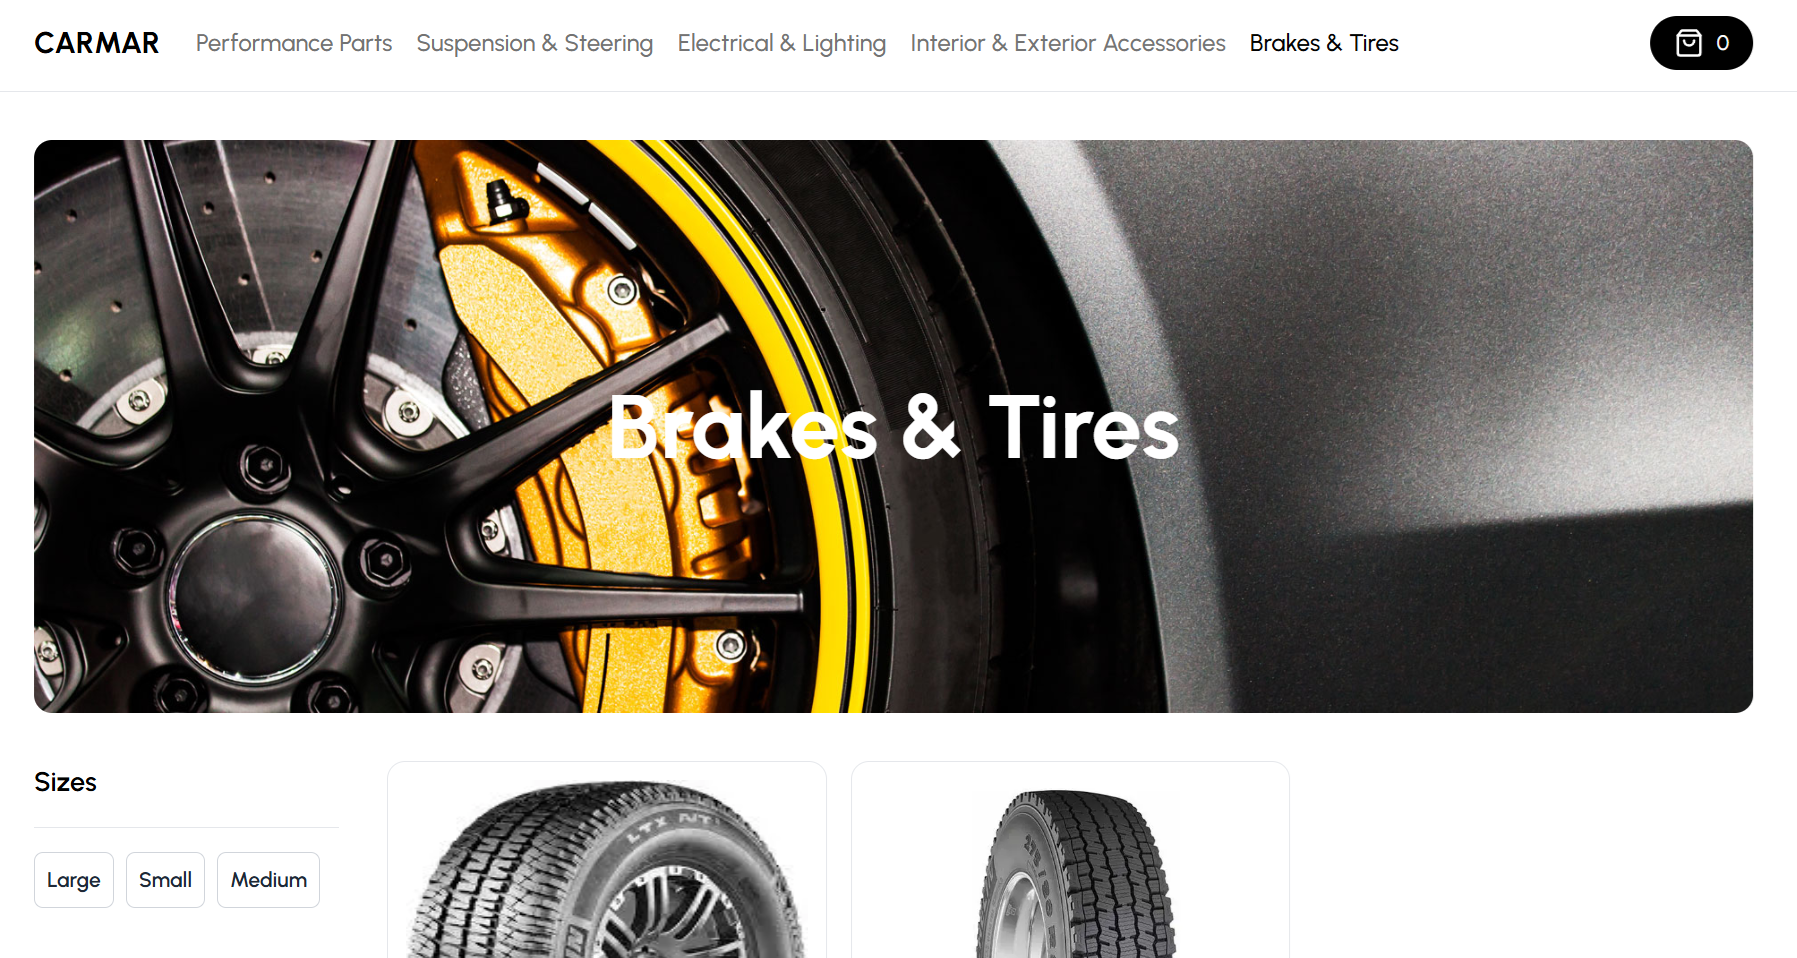 CARMAR Performance Parts Suspension & Steering Electrical & Lighting Interior & Exterior Accessories Brakes & Tires 0
Brakes & Tires
Sizes
LTX
Large Small Medium